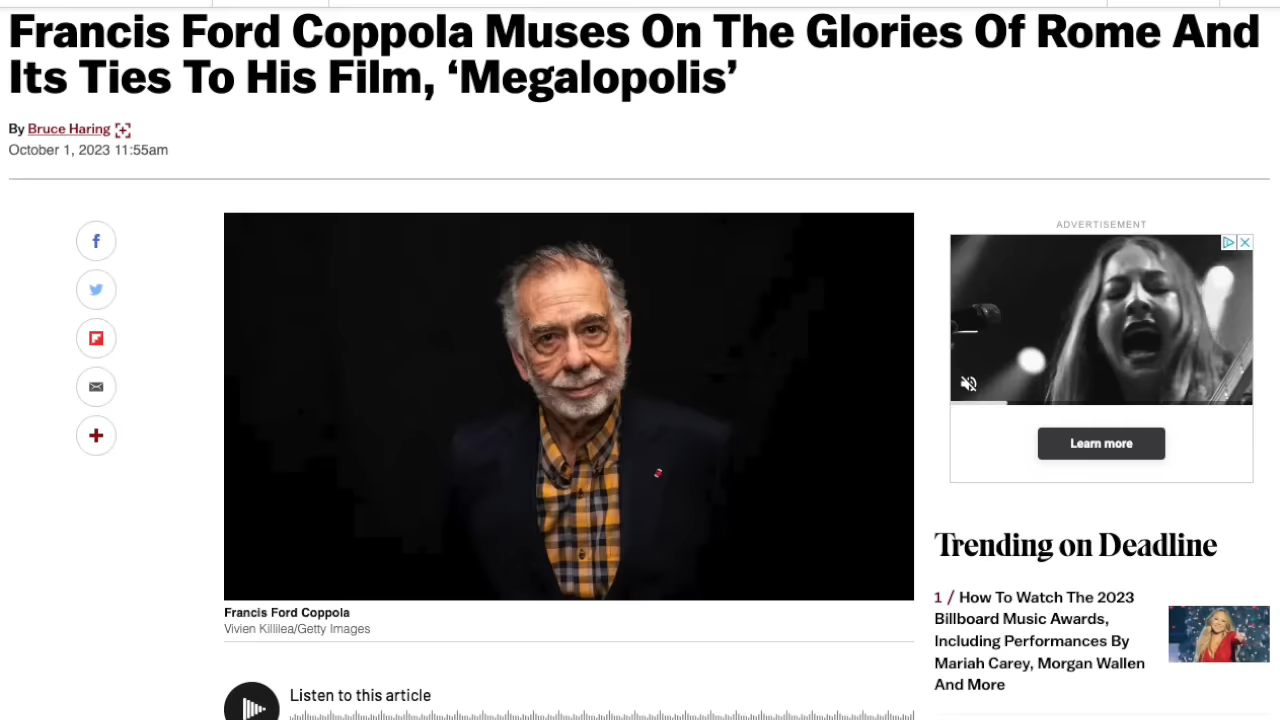 Francis Ford Coppola Muses On The Glories Of Rome And
Its Ties To His Film, ‘Megalopolis’
By Bruce Haring
October 1, 2023 11:55am
ADVERTISEMENT
Learn more
Francis Ford Coppola
Vivien Killilea/Getty Images
Trending on Deadline
1 / How To Watch The 2023
Billboard Music Awards,
Including Performances By
Mariah Carey, Morgan Wallen
And More
Listen to this article